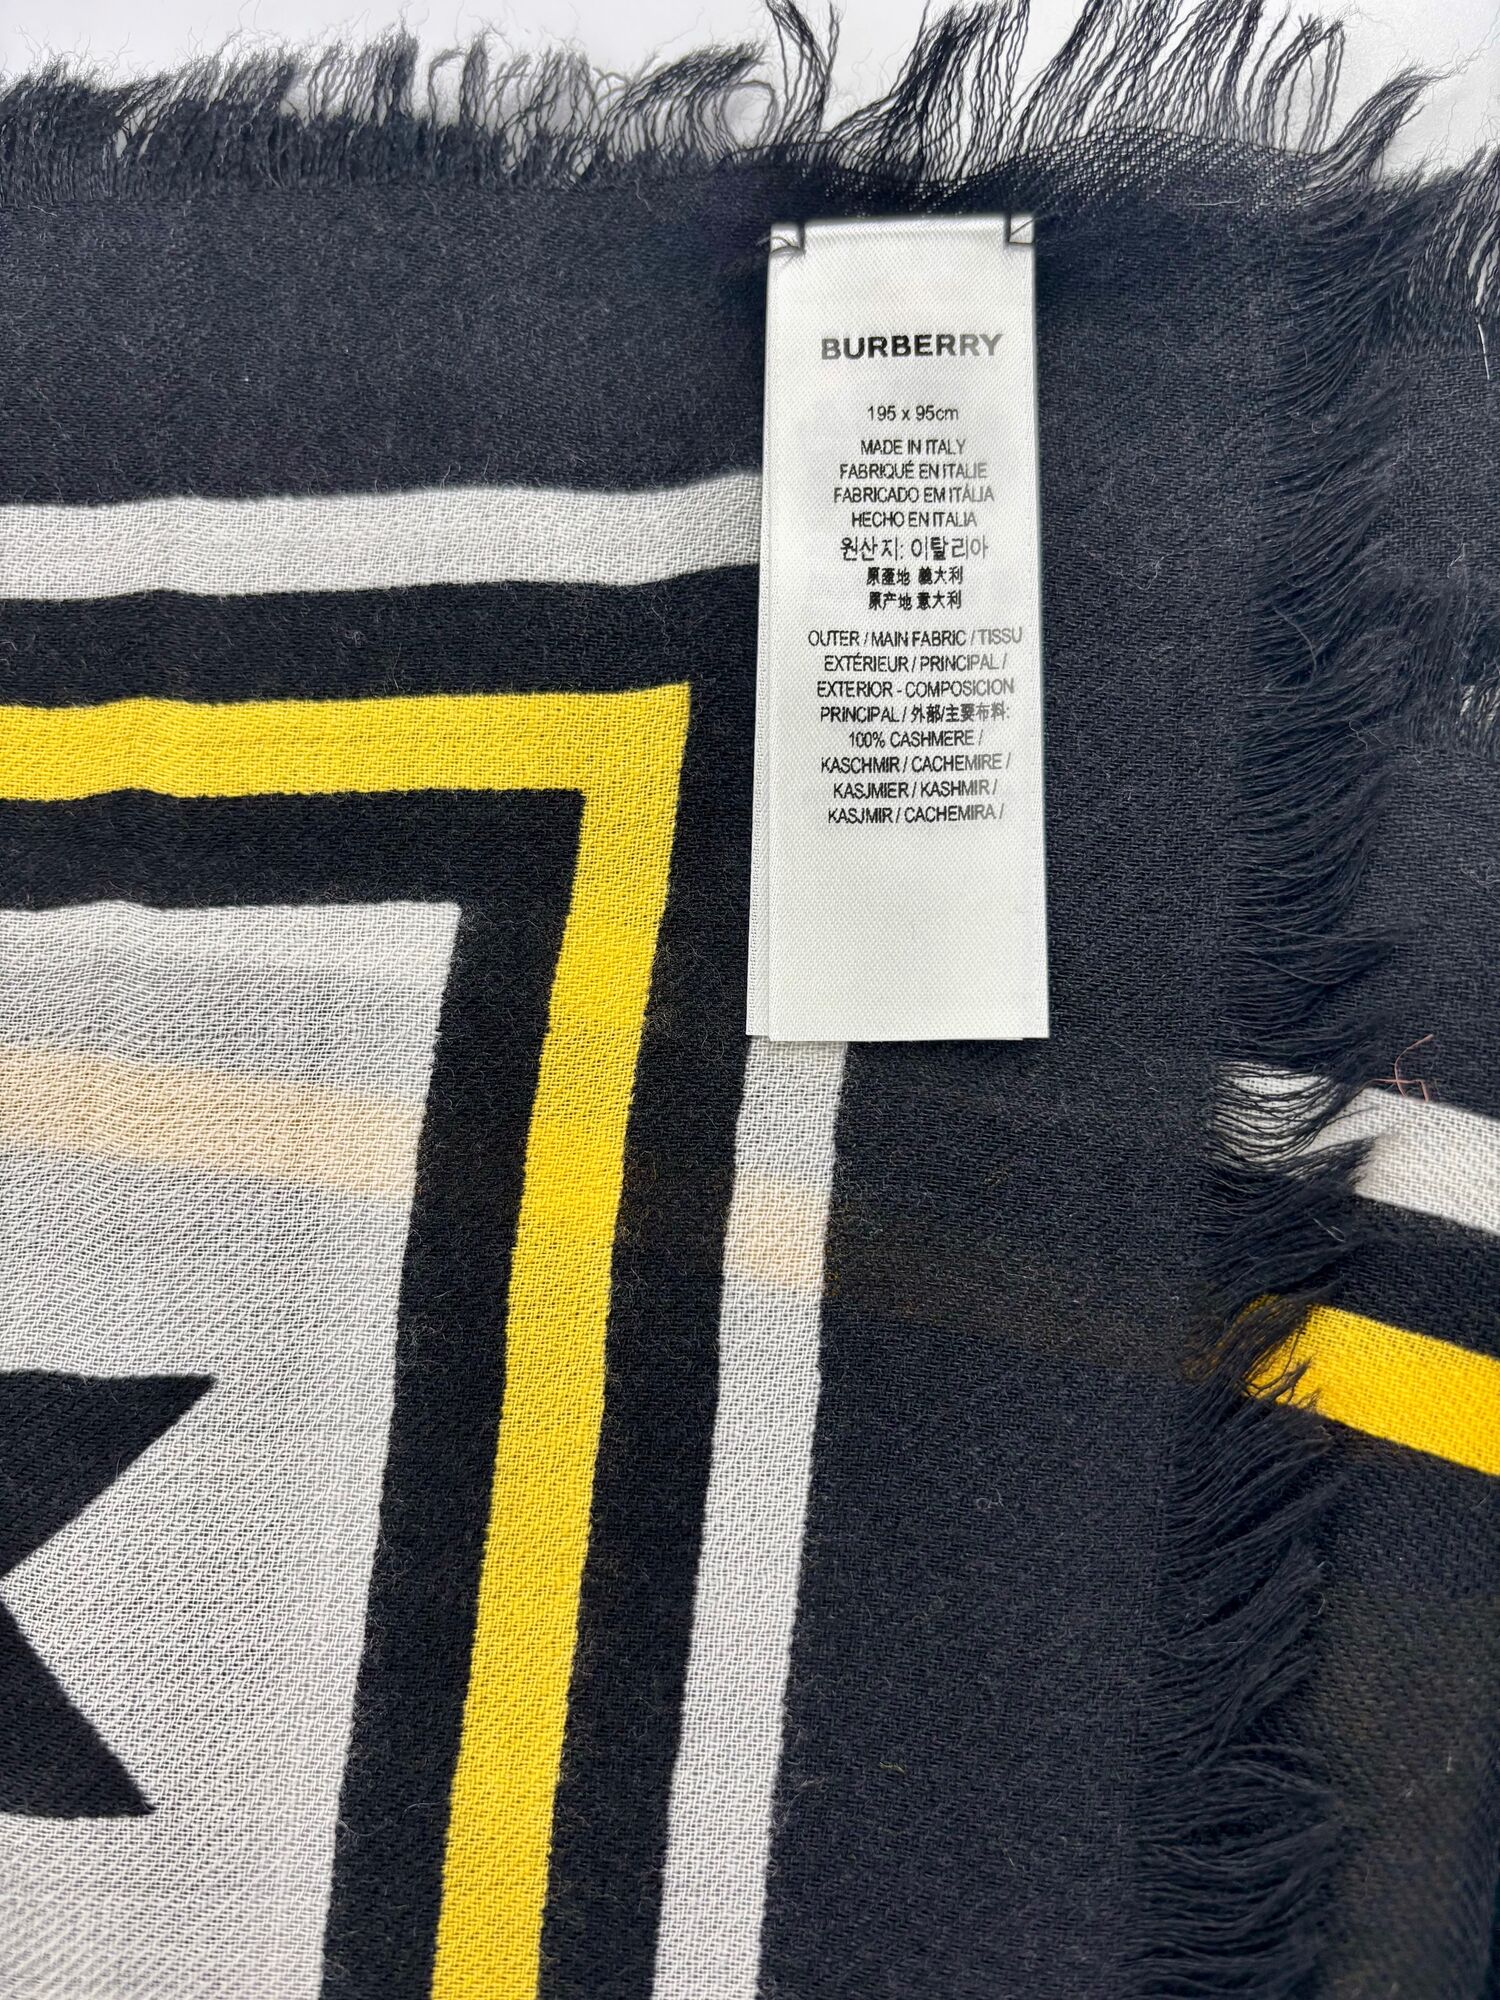 BURBERRY
195 x 95cm
MADE IN ITALY
FABRIQUÉ EN ITALIE
FABRICADO EM ITÁLIA
HECHO EN ITALIA
원산지: 이탈리아
原產地 義大利
原产地 意大利
OUTER / MAIN FABRIC / TISSU
EXTÉRIEUR / PRINCIPAL /
EXTERIOR - COMPOSICION
PRINCIPAL / 外部/主要布料:
100% CASHMERE /
KASCHMIR / CACHEMIRE /
KASJMIER / KASHMIR /
KASJMIR / CACHEMIRA /